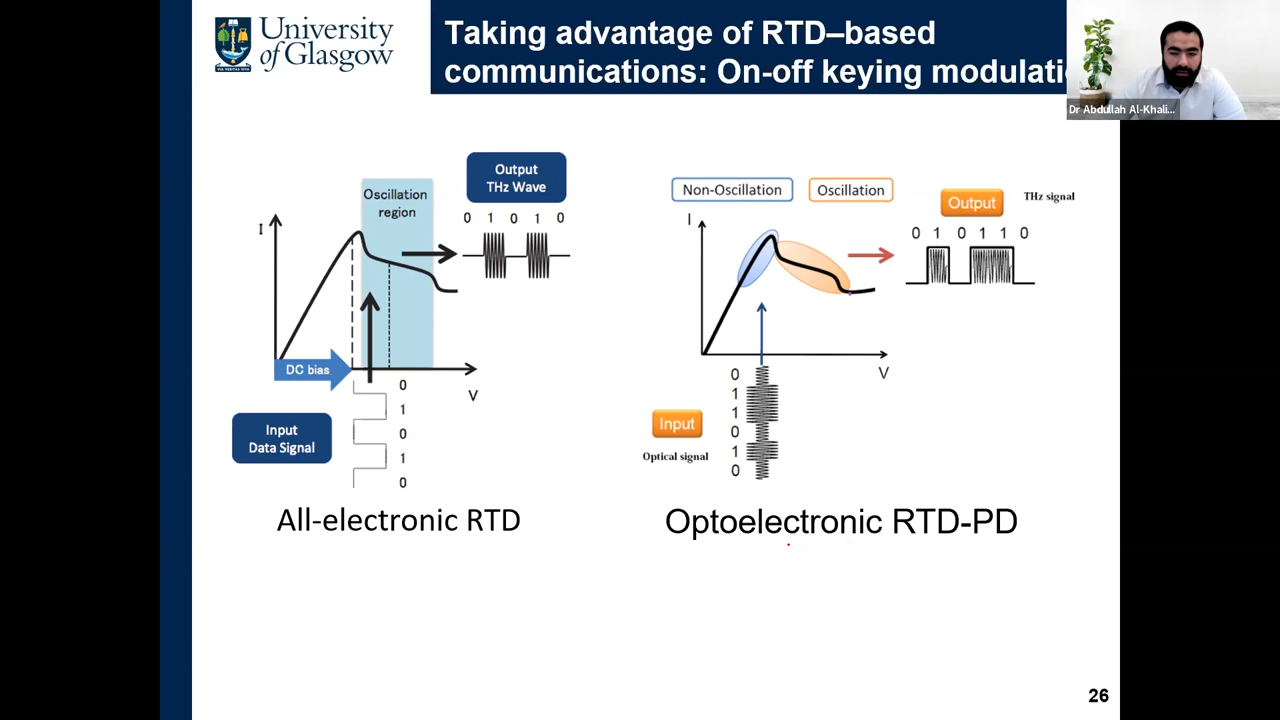 University
of Glasgow
VIA VERITAS VITA
Taking advantage of RTD–based
communications: On-off keying
Dr Abdullah Al-Khali...
Output
THz Wave
Oscillation
region
0 1 0 1 0
I
DC bias
V
0
1
0
1
0
Input
Data Signal
All-electronic RTD
Non-Oscillation
Oscillation
Output
THz signal
0 1 0 1 1 0
I
V
0
1
1
0
1
0
Input
Optical signal
Optoelectronic RTD-PD
26